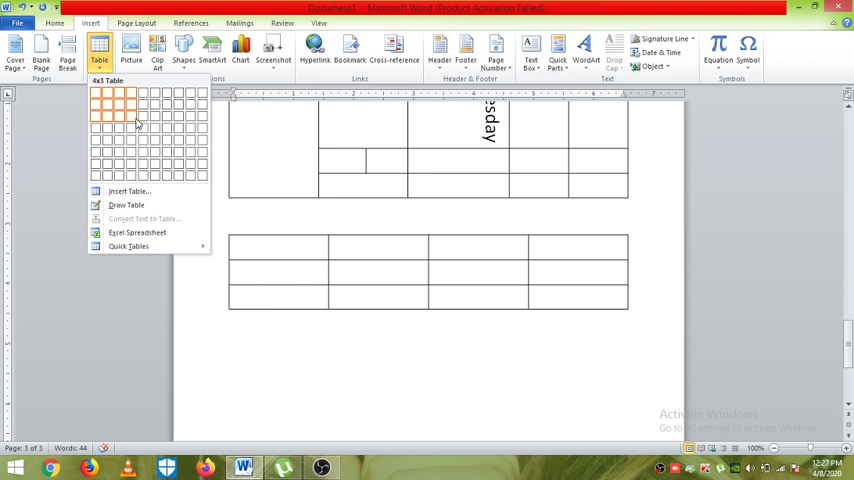 Document1 - Microsoft Word (Product Activation Failed)
File Home Insert Page Layout References Mailings Review View
Cover Page Blank Page Page Break Table Picture Clip Art Shapes SmartArt Chart Screenshot Hyperlink Bookmark Cross-reference Header Footer Page Number Text Box Quick Parts WordArt Drop Cap Signature Line Date & Time Object Equation Symbol
Pages ions Links Header & Footer Text Symbols
4x3 Table
Insert Table...
Draw Table
Convert Text to Table...
Excel Spreadsheet
Quick Tables
esday
Activate Windows
Go to PC settings to activate Windows.
Page: 3 of 3 Words: 44 100%
12:27 PM
4/8/2020